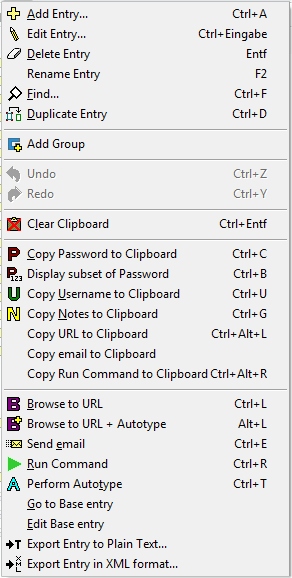 Add Entry... Ctrl+A
Edit Entry... Ctrl+Eingabe
Delete Entry Entf
Rename Entry F2
Find... Ctrl+F
Duplicate Entry Ctrl+D
Add Group
Undo Ctrl+Z
Redo Ctrl+Y
Clear Clipboard Ctrl+Entf
P Copy Password to Clipboard Ctrl+C
P123 Display subset of Password Ctrl+B
U Copy Username to Clipboard Ctrl+U
N Copy Notes to Clipboard Ctrl+G
Copy URL to Clipboard Ctrl+Alt+L
Copy email to Clipboard
Copy Run Command to Clipboard Ctrl+Alt+R
B Browse to URL Ctrl+L
B Browse to URL + Autotype Alt+L
Send email Ctrl+E
Run Command Ctrl+R
A Perform Autotype Ctrl+T
Go to Base entry
Edit Base entry
T Export Entry to Plain Text...
XML Export Entry in XML format...